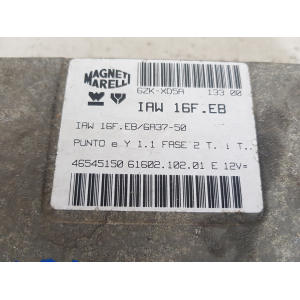 MAGNETI
MARELLI
6ZK-XD5A 133 00
IAW 16F.EB
IAW 16F.EB/6A37-50
PUNTO e Y 1.1 FASE 2 T. i T..
46545150 61602.102.01 E 12V=